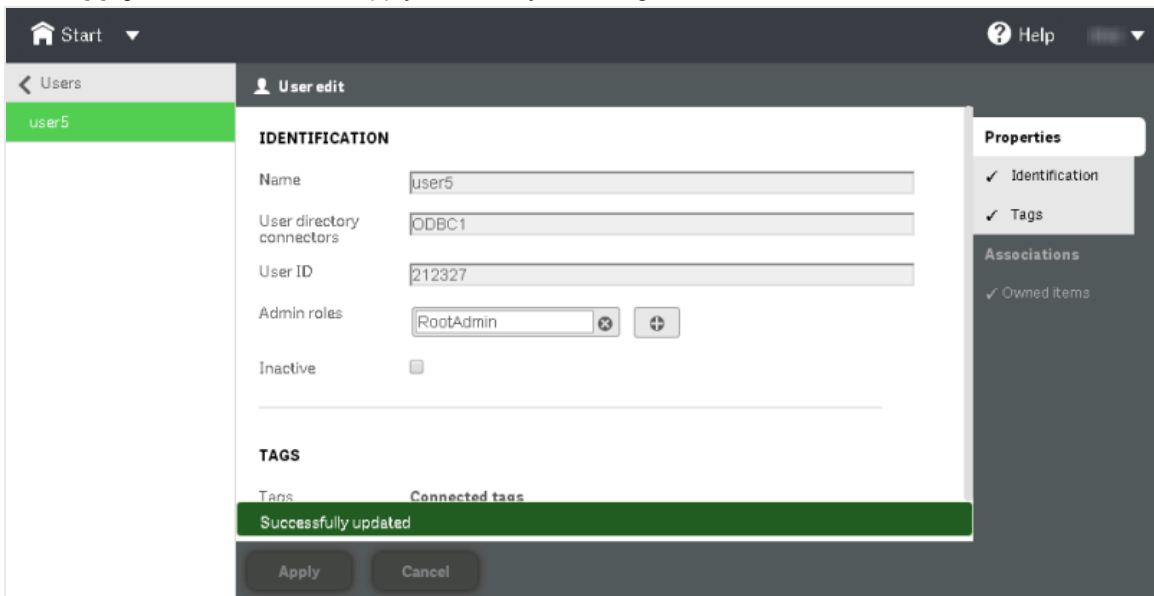 Start
Help
Users
User edit
user5
IDENTIFICATION
Name
user5
User directory
connectors
ODBC1
User ID
212327
Admin roles
RootAdmin
Inactive
TAGS
Tags
Connected tags
Successfully updated
Apply
Cancel
Properties
✓ Identification
✓ Tags
Associations
✓ Owned items